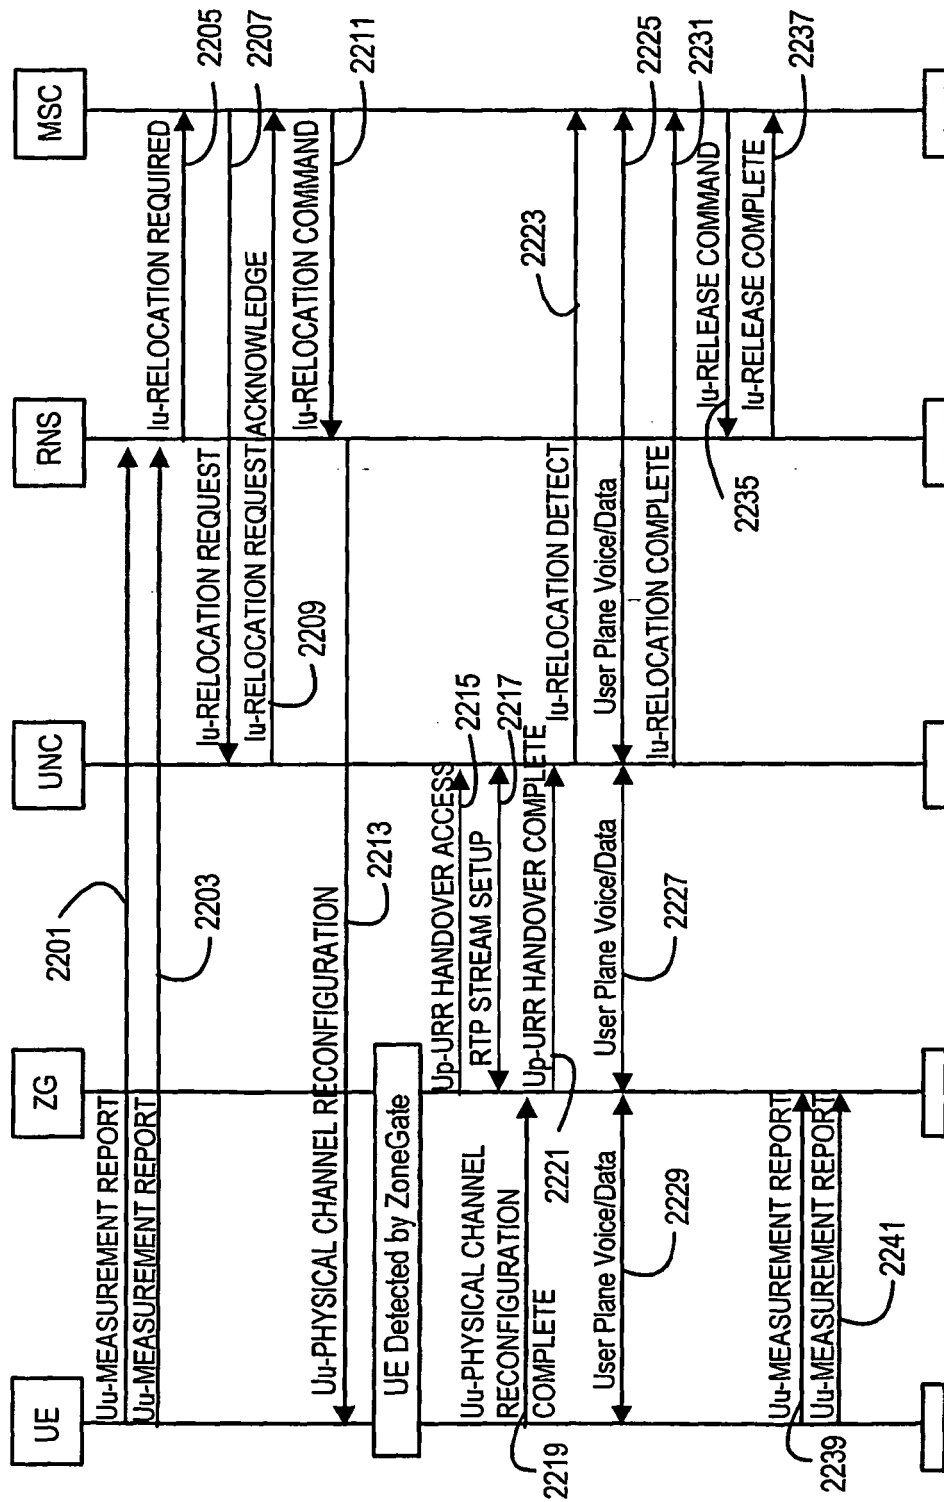 UE
ZG
UNC
RNS
MSC
Uu-MEASUREMENT REPORT
2201
Uu-MEASUREMENT REPORT
2203
Iu-RELOCATION REQUIRED
2205
Iu-RELOCATION REQUEST
2207
Iu-RELOCATION REQUEST ACKNOWLEDGE
2209
Iu-RELOCATION COMMAND
2211
Uu-PHYSICAL CHANNEL RECONFIGURATION
2213
UE Detected by ZoneGate
Up-URR HANDOVER ACCESS
2215
RTP STREAM SETUP
2217
Uu-PHYSICAL CHANNEL
RECONFIGURATION
COMPLETE
2219
Up-URR HANDOVER COMPLETE
2221
Iu-RELOCATION DETECT
2223
User Plane Voice/Data
2229
User Plane Voice/Data
2227
User Plane Voice/Data
2225
Iu-RELOCATION COMPLETE
2231
Iu-RELEASE COMMAND
2235
Iu-RELEASE COMPLETE
2237
Uu-MEASUREMENT REPORT
2239
Uu-MEASUREMENT REPORT
2241